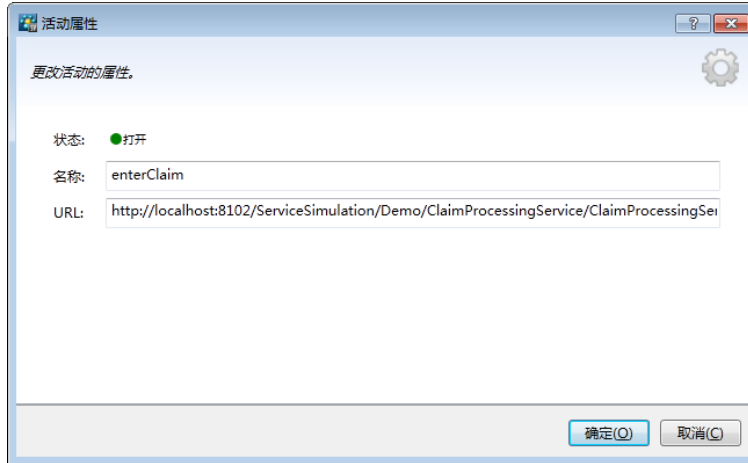 活动属性
更改活动的属性。
状态: 打开
名称: enterClaim
URL: http://localhost:8102/ServiceSimulation/Demo/ClaimProcessingService/ClaimProcessingSer
确定(O) 取消(C)